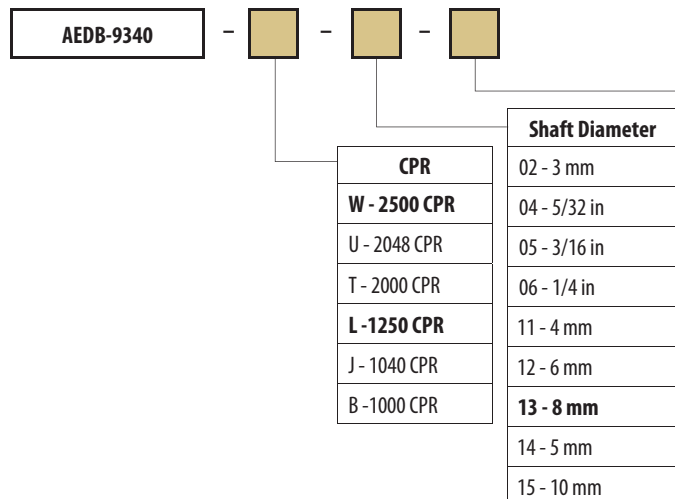 AEDB-9340 - - -
CPR
W - 2500 CPR
U - 2048 CPR
T - 2000 CPR
L -1250 CPR
J - 1040 CPR
B -1000 CPR
Shaft Diameter
02 - 3 mm
04 - 5/32 in
05 - 3/16 in
06 - 1/4 in
11 - 4 mm
12 - 6 mm
13 - 8 mm
14 - 5 mm
15 - 10 mm